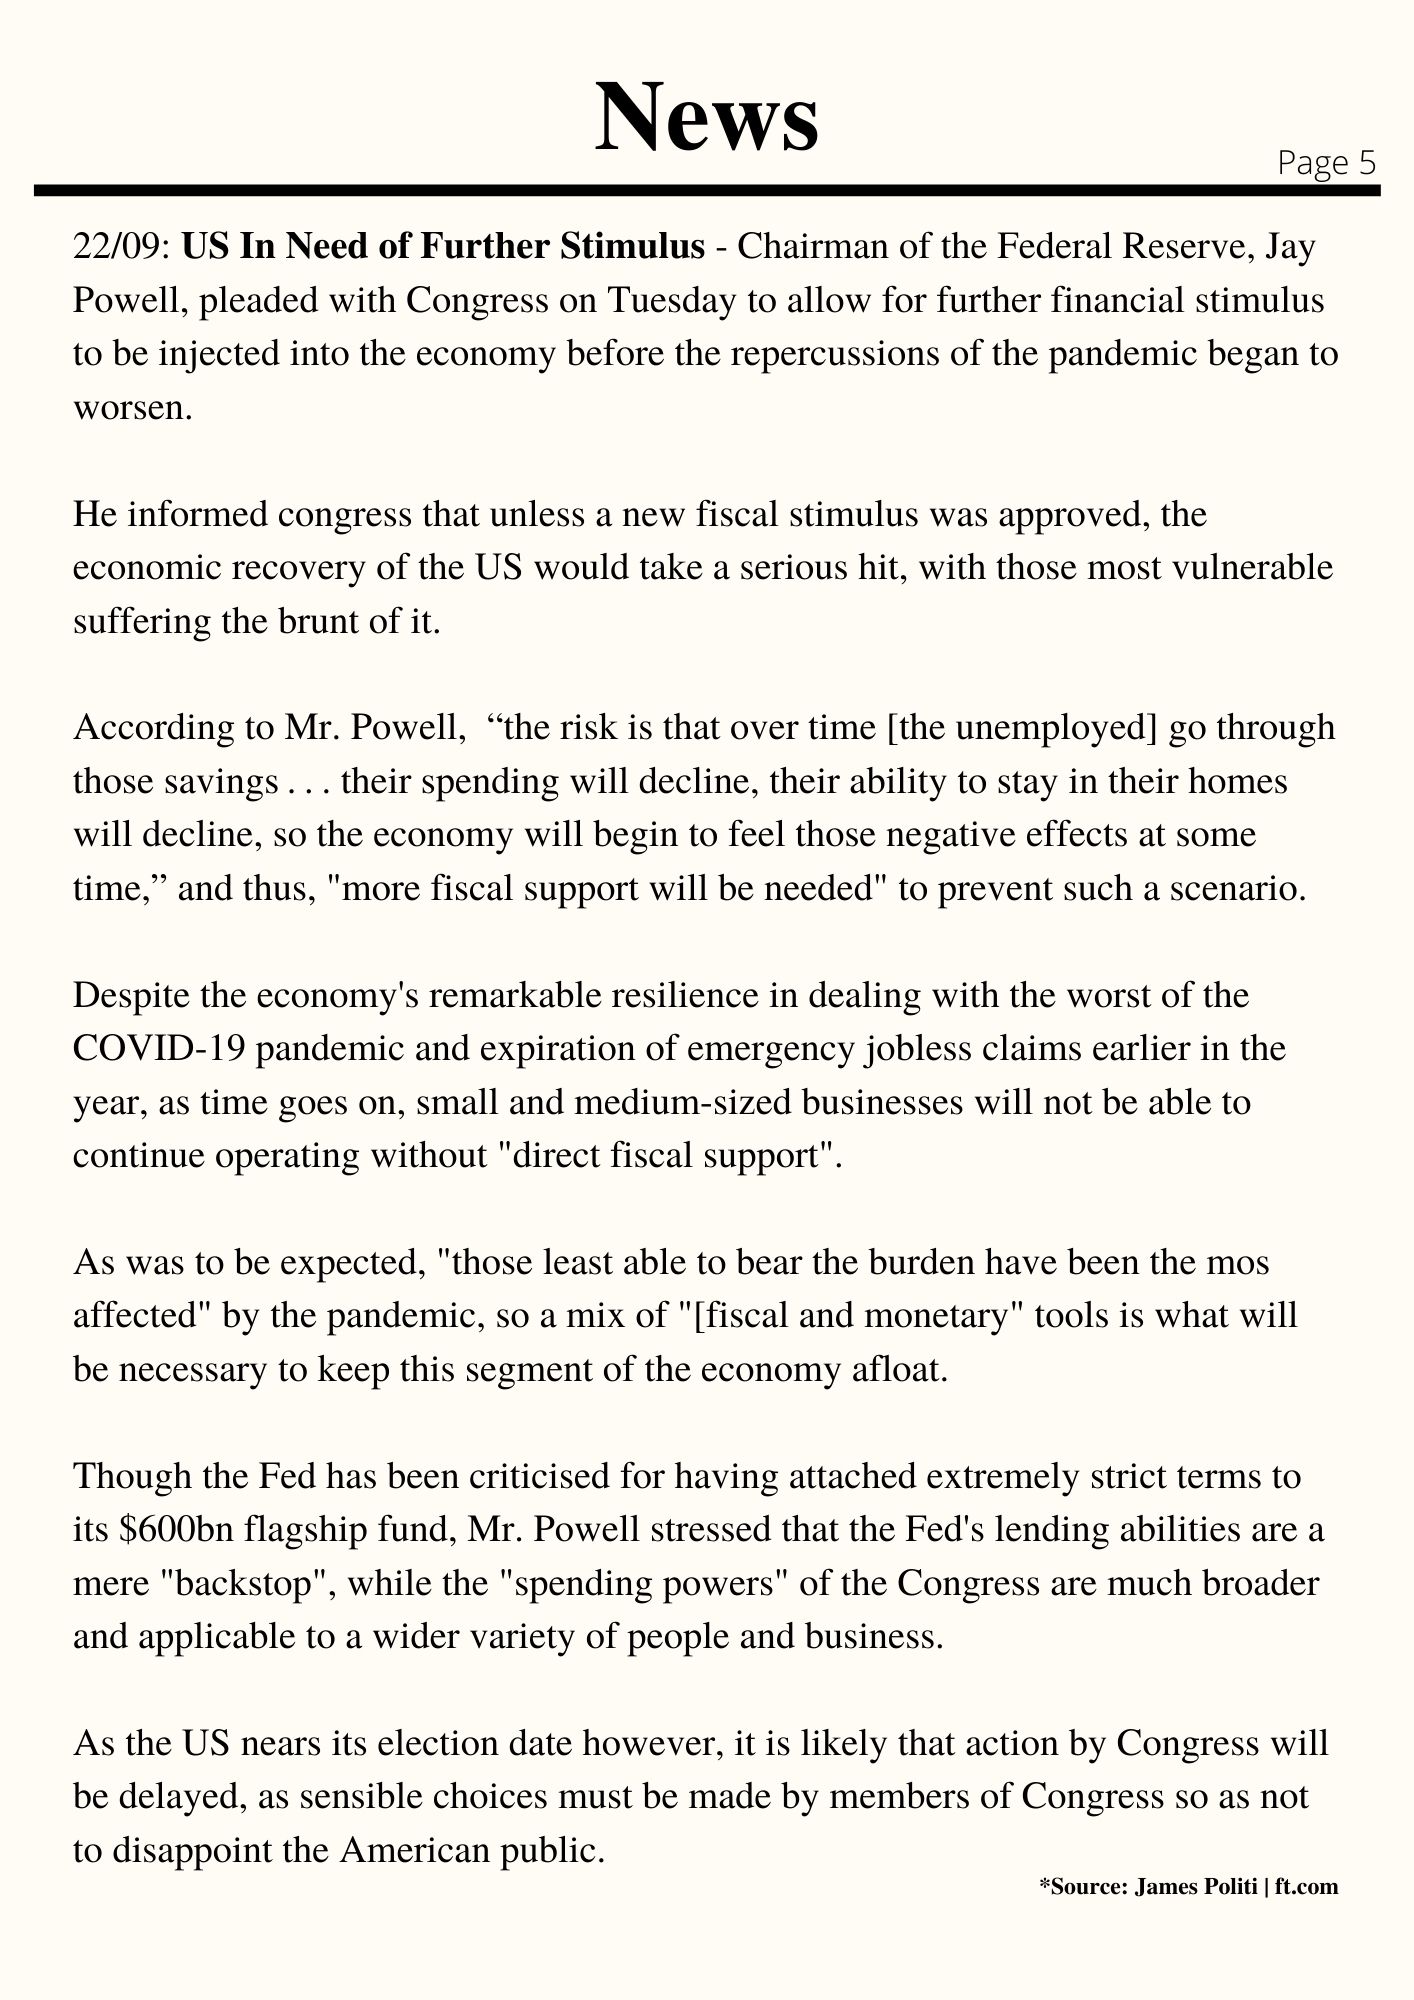 News
Page 5
22/09: US In Need of Further Stimulus - Chairman of the Federal Reserve, Jay
Powell, pleaded with Congress on Tuesday to allow for further financial stimulus
to be injected into the economy before the repercussions of the pandemic began to
worsen.
He informed congress that unless a new fiscal stimulus was approved, the
economic recovery of the US would take a serious hit, with those most vulnerable
suffering the brunt of it.
According to Mr. Powell,  “the risk is that over time [the unemployed] go through
those savings . . . their spending will decline, their ability to stay in their homes
will decline, so the economy will begin to feel those negative effects at some
time,” and thus, "more fiscal support will be needed" to prevent such a scenario.
Despite the economy's remarkable resilience in dealing with the worst of the
COVID-19 pandemic and expiration of emergency jobless claims earlier in the
year, as time goes on, small and medium-sized businesses will not be able to
continue operating without "direct fiscal support".
As was to be expected, "those least able to bear the burden have been the mos
affected" by the pandemic, so a mix of "[fiscal and monetary" tools is what will
be necessary to keep this segment of the economy afloat.
Though the Fed has been criticised for having attached extremely strict terms to
its $600bn flagship fund, Mr. Powell stressed that the Fed's lending abilities are a
mere "backstop", while the "spending powers" of the Congress are much broader
and applicable to a wider variety of people and business.
As the US nears its election date however, it is likely that action by Congress will
be delayed, as sensible choices must be made by members of Congress so as not
to disappoint the American public.
*Source: James Politi | ft.com